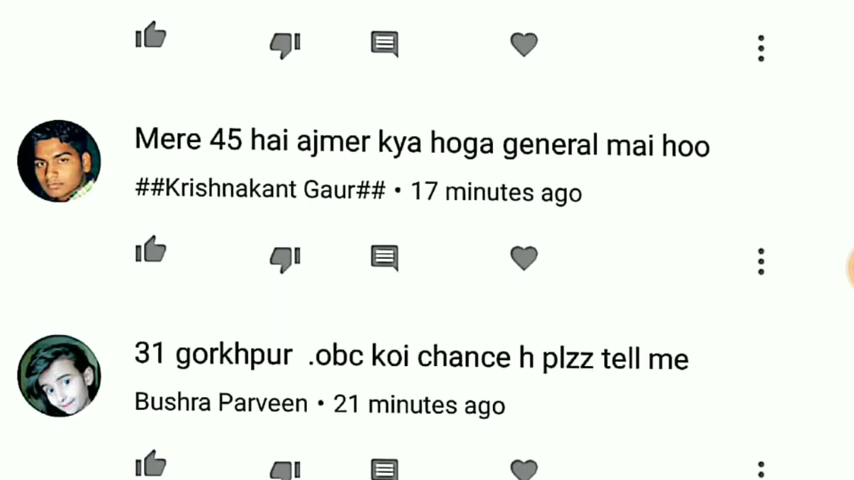 Mere 45 hai ajmer kya hoga general mai hoo
##Krishnakant Gaur## • 17 minutes ago
31 gorkhpur .obc koi chance h plzz tell me
Bushra Parveen • 21 minutes ago